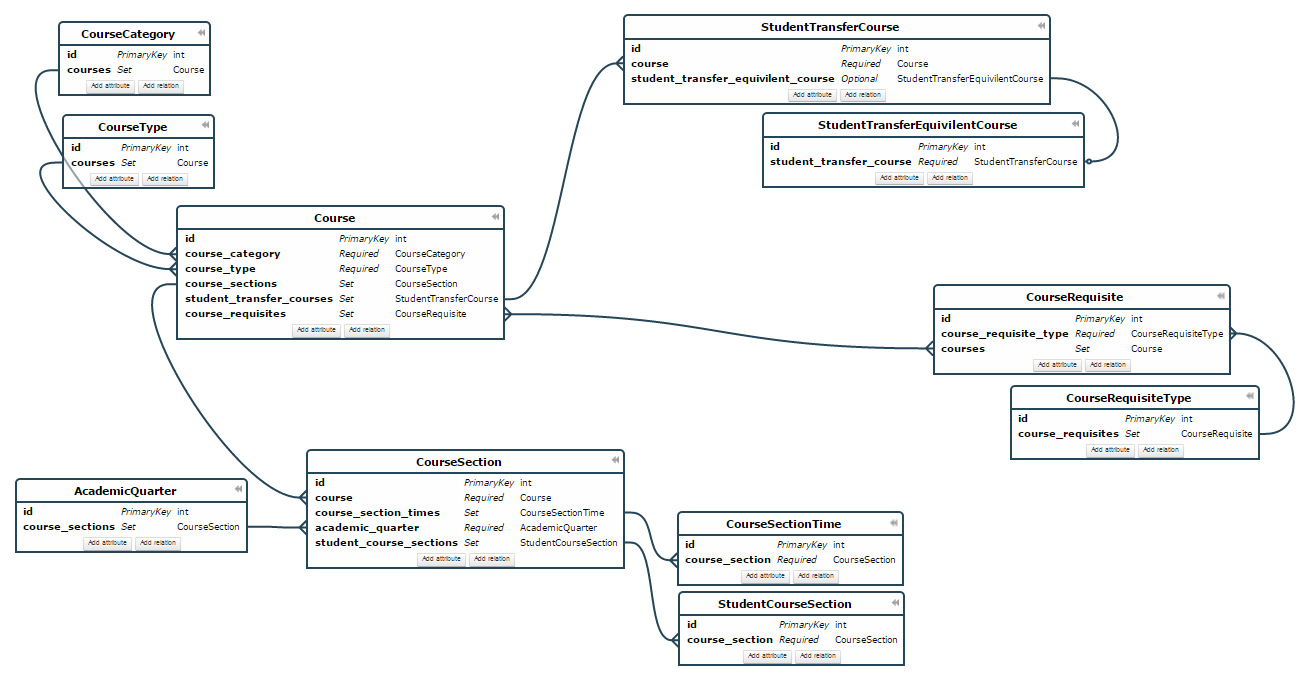 CourseCategory
id PrimaryKey int
courses Set Course
Add attribute Add relation
CourseType
id PrimaryKey int
courses Set Course
Add attribute Add relation
StudentTransferCourse
id PrimaryKey int
course Required Course
student_transfer_equivilent_course Optional StudentTransferEquivilentCourse
Add attribute Add relation
StudentTransferEquivilentCourse
id PrimaryKey int
student_transfer_course Required StudentTransferCourse
Add attribute Add relation
Course
id PrimaryKey int
course_category Required CourseCategory
course_type Required CourseType
course_sections Set CourseSection
student_transfer_courses Set StudentTransferCourse
course_requisites Set CourseRequisite
Add attribute Add relation
CourseRequisite
id PrimaryKey int
course_requisite_type Required CourseRequisiteType
courses Set Course
Add attribute Add relation
CourseRequisiteType
id PrimaryKey int
course_requisites Set CourseRequisite
Add attribute Add relation
AcademicQuarter
id PrimaryKey int
course_sections Set CourseSection
Add attribute Add relation
CourseSection
id PrimaryKey int
course Required Course
course_section_times Set CourseSectionTime
academic_quarter Required AcademicQuarter
student_course_sections Set StudentCourseSection
Add attribute Add relation
CourseSectionTime
id PrimaryKey int
course_section Required CourseSection
Add attribute Add relation
StudentCourseSection
id PrimaryKey int
course_section Required CourseSection
Add attribute Add relation